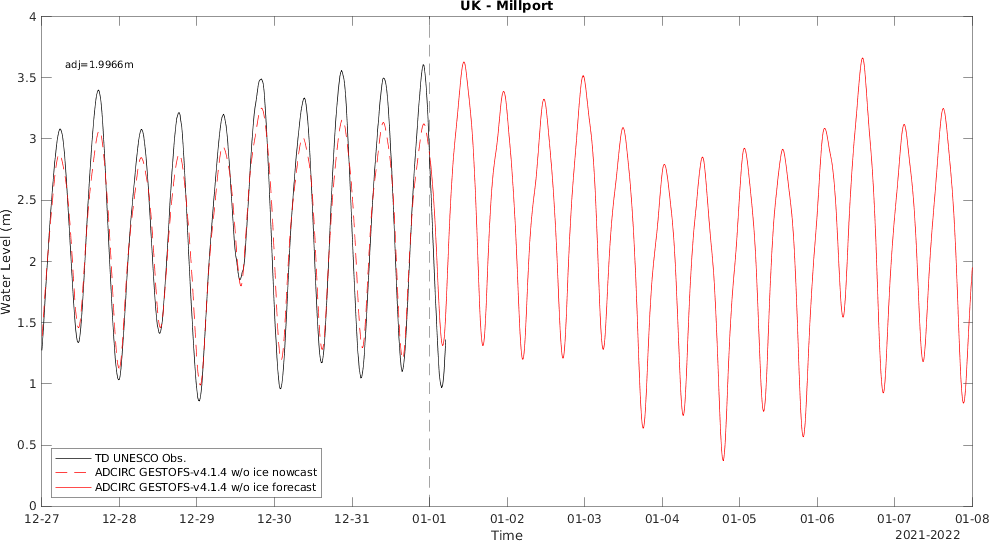 UK - Millport
adj=1.9966m
Water Level (m)
4
3.5
3
2.5
2
1.5
1
0.5
0
TD UNESCO Obs.
ADCIRC GESTOFS-v4.1.4 w/o ice nowcast
ADCIRC GESTOFS-v4.1.4 w/o ice forecast
12-27 12-28 12-29 12-30 12-31 01-01 01-02 01-03 01-04 01-05 01-06 01-07 01-08
Time
2021-2022